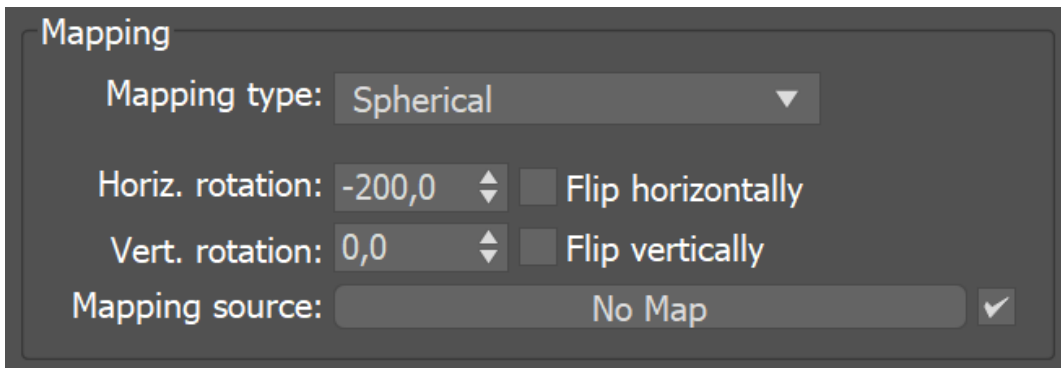 Mapping
Mapping type: Spherical
Horiz. rotation: -200,0 Flip horizontally
Vert. rotation: 0,0 Flip vertically
Mapping source: No Map